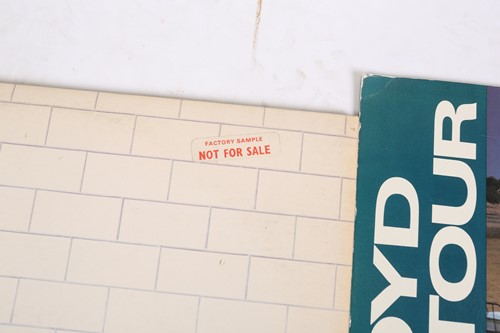 FACTORY SAMPLE
NOT FOR SALE
OYD
TOUR